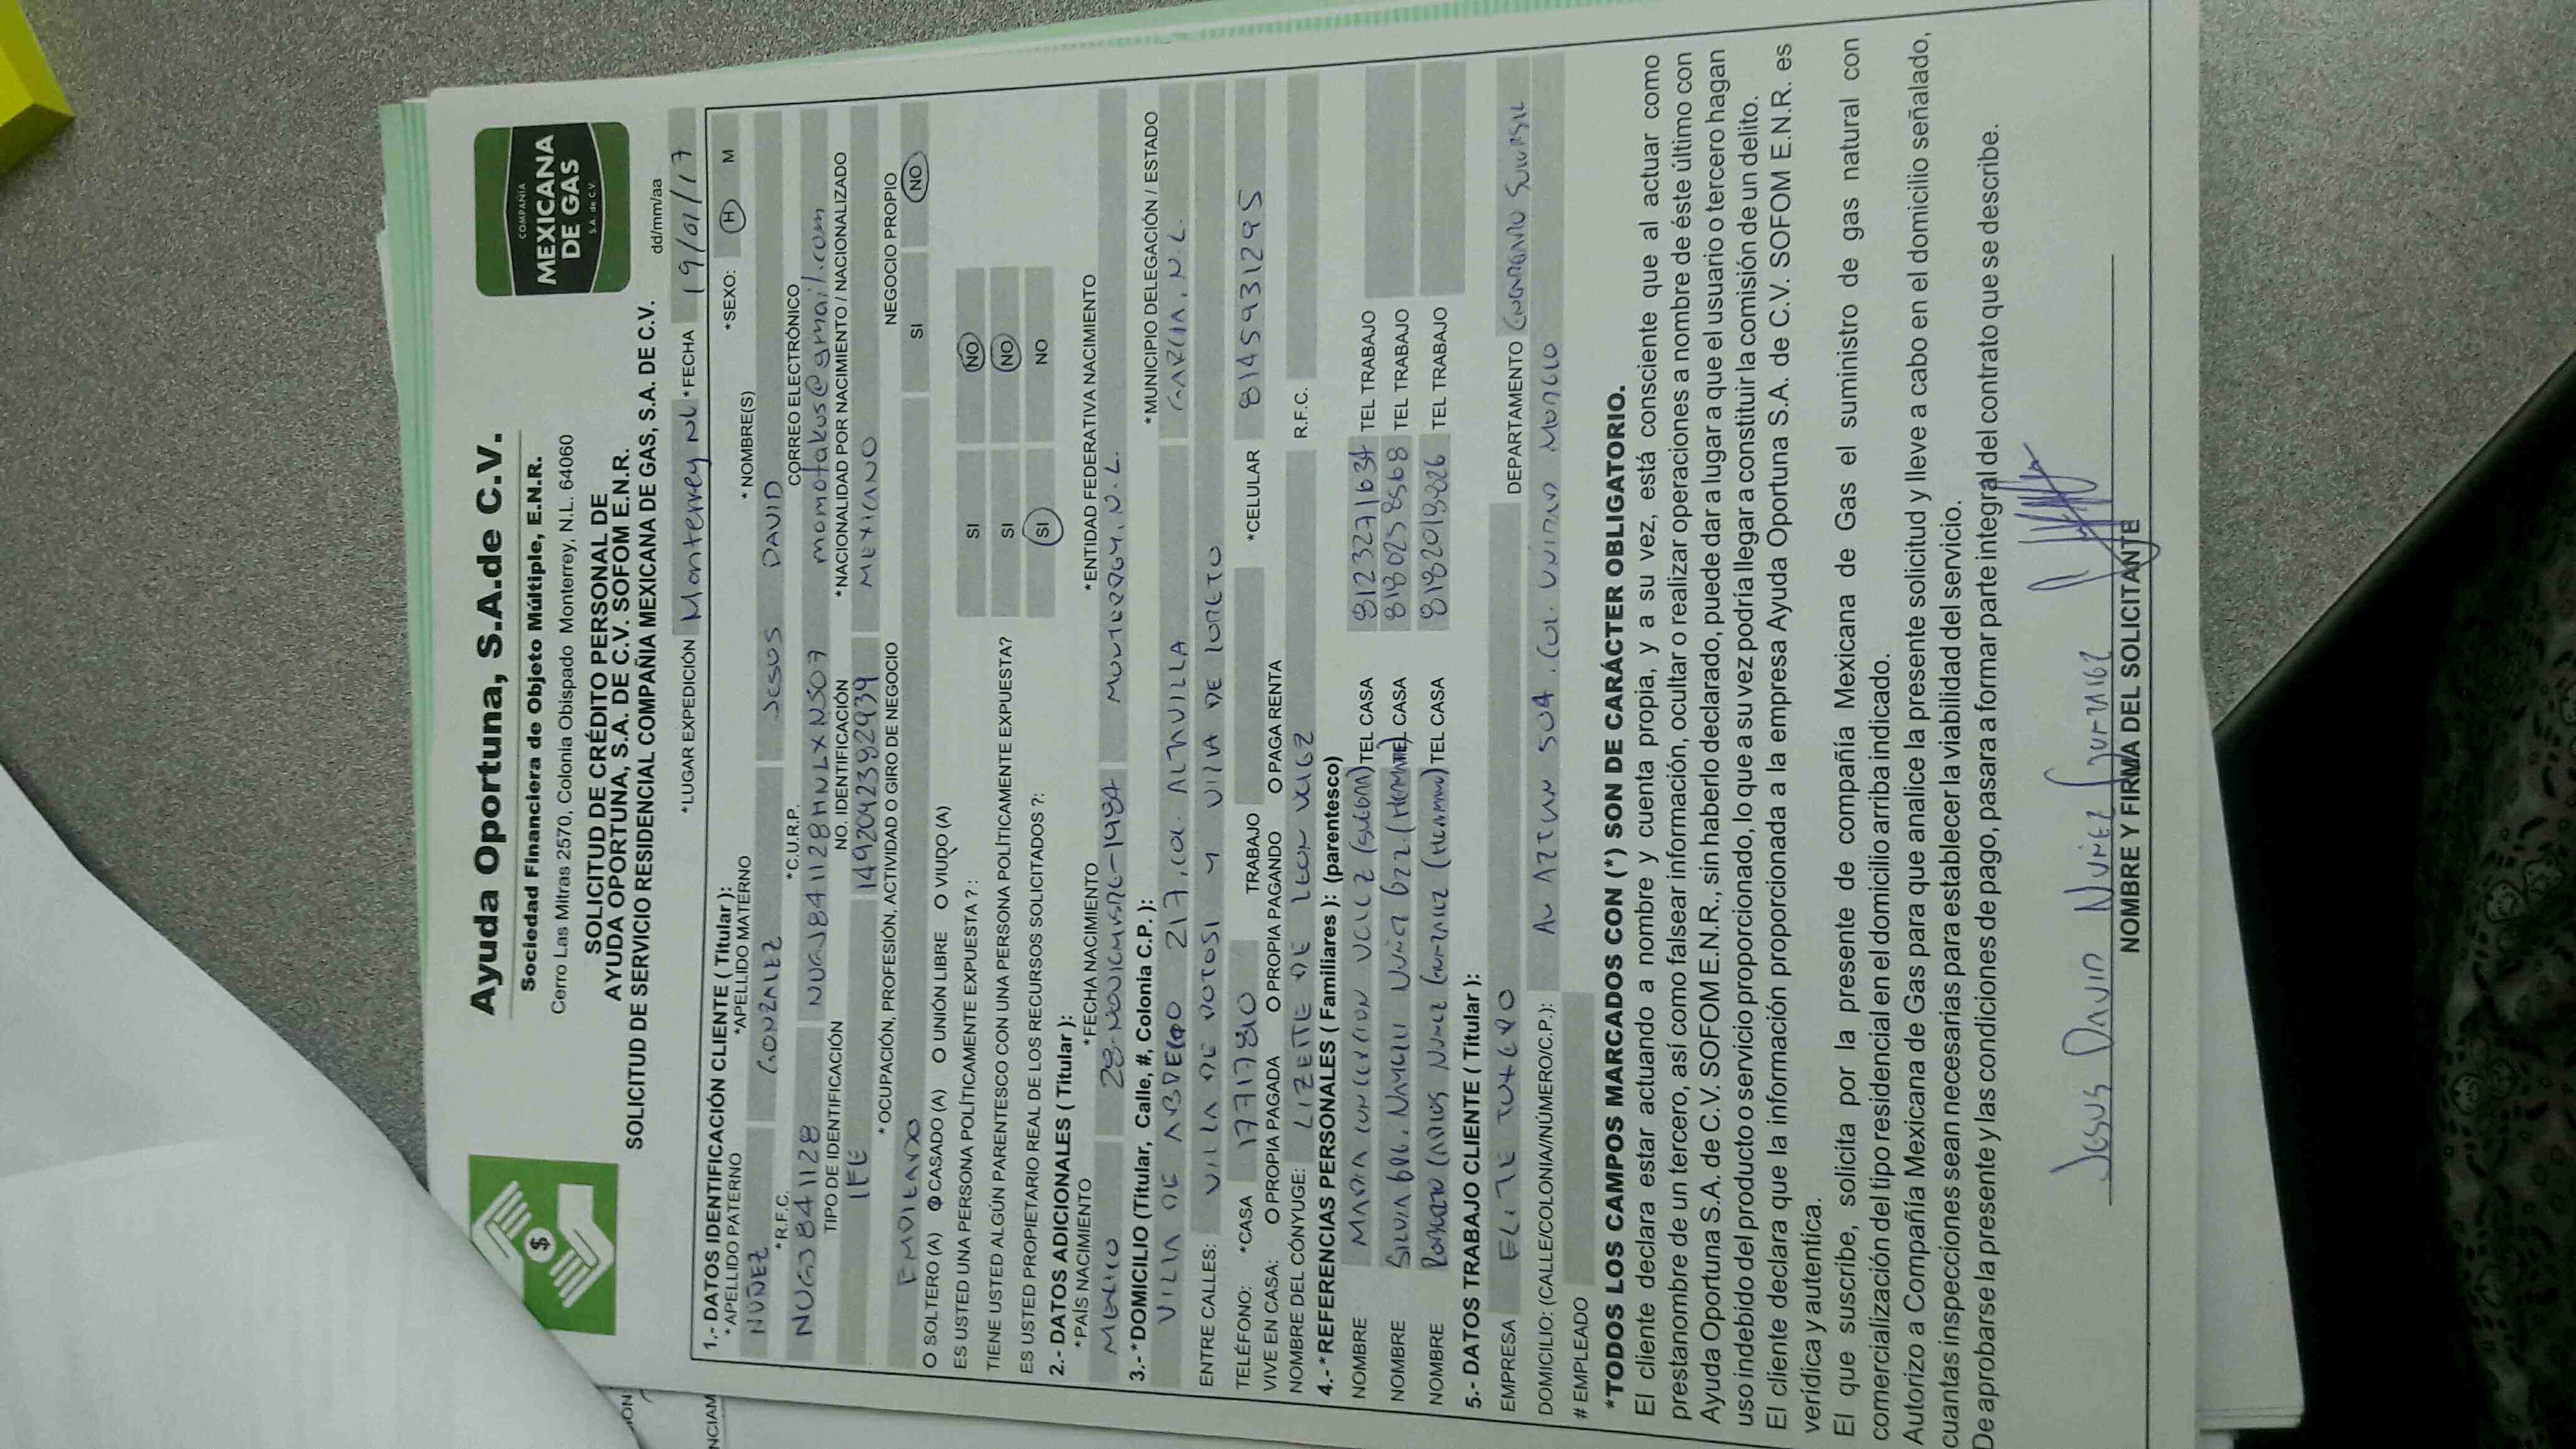 Ayuda Oportuna, S.A.de C.V.
Sociedad Financiera de Objeto Múltiple, E.N.R.
Cerro Las Mitras 2570, Colonia Obispado Monterrey, N.L. 64060
COMPAÑÍA
MEXICANA
DE GAS
S.A. de C.V.
SOLICITUD DE CRÉDITO PERSONAL DE
AYUDA OPORTUNA, S.A. DE C.V. SOFOM E.N.R.
SOLICITUD DE SERVICIO RESIDENCIAL COMPAÑIA MEXICANA DE GAS, S.A. DE C.V.
dd/mm/aa
*LUGAR EXPEDICIÓN Monterrey NL *FECHA 19/01/17
1.- DATOS IDENTIFICACIÓN CLIENTE ( Titular ):
*APELLIDO PATERNO *APELLIDO MATERNO *NOMBRE(S) *SEXO: H M
NÚÑEZ GONZALEZ JESUS DAVID
*R.F.C. *C.U.R.P. CORREO ELECTRÓNICO
NUGJ841128 NUGJ841128HNLXNS07 momotakus@gmail.com
TIPO DE IDENTIFICACIÓN NO. IDENTIFICACIÓN *NACIONALIDAD POR NACIMIENTO / NACIONALIZADO
IFE 1492042382939 MEXICANO
*OCUPACIÓN, PROFESIÓN, ACTIVIDAD O GIRO DE NEGOCIO NEGOCIO PROPIO
EMPLEADO SI NO
O SOLTERO (A) O CASADO (A) O UNIÓN LIBRE O VIUDO (A)
ES USTED UNA PERSONA POLÍTICAMENTE EXPUESTA ? : SI NO
TIENE USTED ALGÚN PARENTESCO CON UNA PERSONA POLÍTICAMENTE EXPUESTA? SI NO
ES USTED PROPIETARIO REAL DE LOS RECURSOS SOLICITADOS ?: SI NO
2.- DATOS ADICIONALES ( Titular ):
*PAÍS NACIMIENTO *FECHA NACIMIENTO *ENTIDAD FEDERATIVA NACIMIENTO
MEXICO 28-NOVIEMBRE-1984 MONTERREY, N.L.
3.-*DOMICILIO (Titular, Calle, #, Colonia C.P. ): *MUNICIPIO DELEGACIÓN / ESTADO
VILLA DE 217, COL. ALTAVILLA GARCIA, N.L.
ENTRE CALLES: VILLA DE POTOSI Y VILLA DE LORETO
TELÉFONO: *CASA 17717810 TRABAJO *CELULAR 8145931295
VIVE EN CASA: O PROPIA PAGADA O PROPIA PAGANDO O PAGA RENTA
NOMBRE DEL CÓNYUGE: LIZETTE DE LEON R.F.C.
4.-*REFERENCIAS PERSONALES ( Familiares ): (parentesco)
NOMBRE MARIA CONCEPCION (SUEGRA) TEL CASA 8123271634 TEL TRABAJO
NOMBRE NUÑEZ GZZ. TEL CASA 8180238568 TEL TRABAJO
NOMBRE CARLOS NUÑEZ GONZALEZ (HERMANO) TEL CASA 8182018826 TEL TRABAJO
5.- DATOS TRABAJO CLIENTE ( Titular ):
EMPRESA ELITE DEPARTAMENTO
DOMICILIO: (CALLE/COLONIA/NÚMERO/C.P.): AV 504. COL. UNIDAD MODELO
# EMPLEADO
*TODOS LOS CAMPOS MARCADOS CON (*) SON DE CARÁCTER OBLIGATORIO.
El cliente declara estar actuando a nombre y cuenta propia, y a su vez, está consciente que al actuar como
prestanombre de un tercero, así como falsear información, ocultar o realizar operaciones a nombre de éste último con
Ayuda Oportuna S.A. de C.V. SOFOM E.N.R., sin haberlo declarado, puede dar a lugar a que el usuario o tercero hagan
uso indebido del producto o servicio proporcionado, lo que a su vez podría llegar a constituir la comisión de un delito.
El cliente declara que la información proporcionada a la empresa Ayuda Oportuna S.A. de C.V. SOFOM E.N.R. es
verídica y autentica.
El que suscribe, solicita por la presente de compañía Mexicana de Gas el suministro de gas natural con
comercialización del tipo residencial en el domicilio arriba indicado.
Autorizo a Compañía Mexicana de Gas para que analice la presente solicitud y lleve a cabo en el domicilio señalado,
cuantas inspecciones sean necesarias para establecer la viabilidad del servicio.
De aprobarse la presente y las condiciones de pago, pasara a formar parte integral del contrato que se describe.
Jesus David Nuñez Gonzalez
NOMBRE Y FIRMA DEL SOLICITANTE